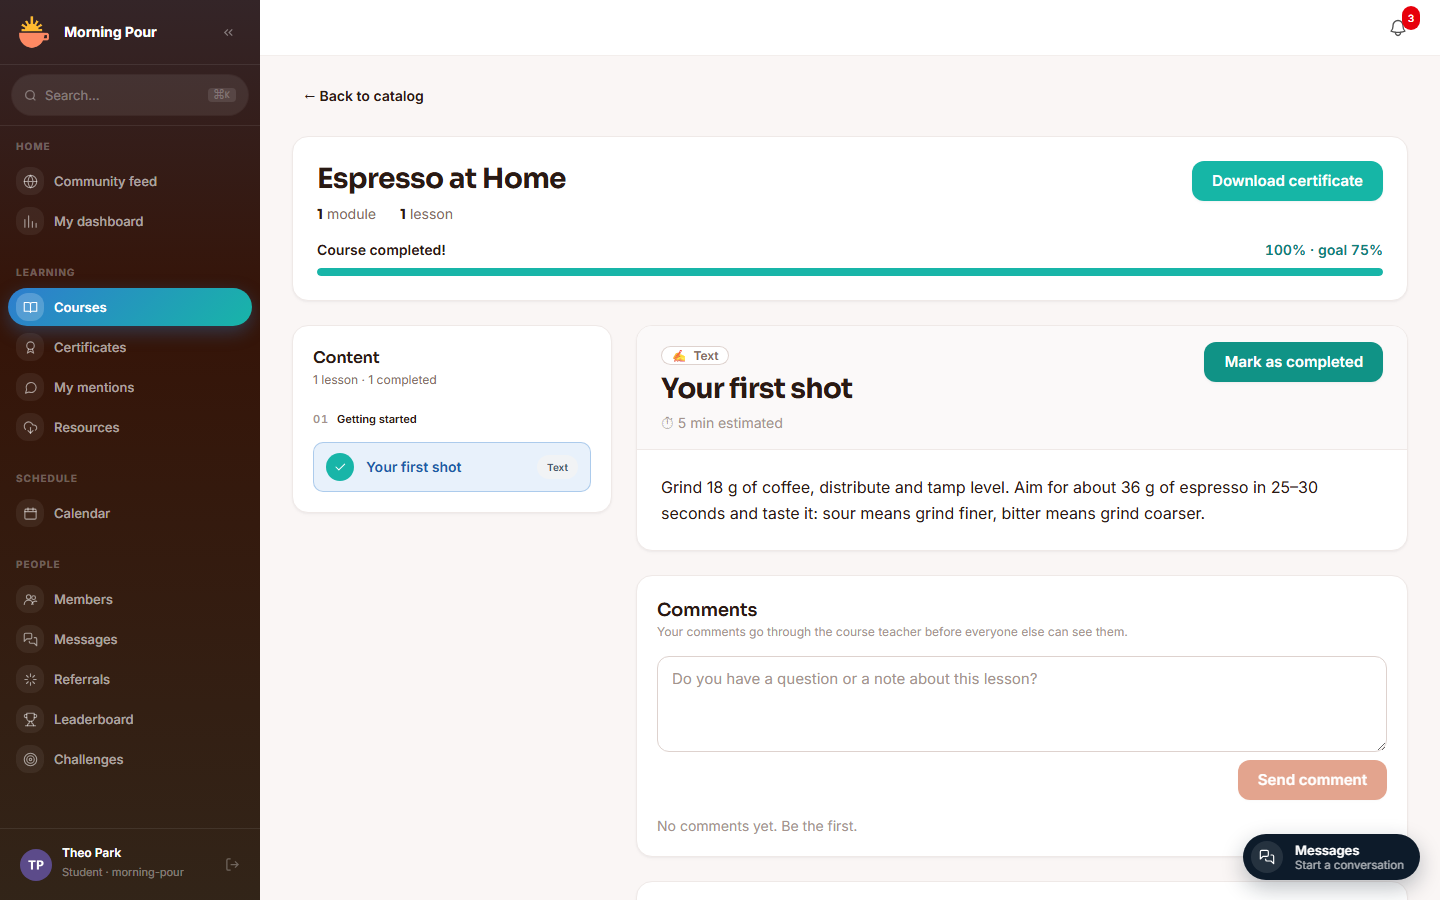 Morning Pour
Search...
⌘K
HOME
Community feed
My dashboard
LEARNING
Courses
Certificates
My mentions
Resources
SCHEDULE
Calendar
PEOPLE
Members
Messages
Referrals
Leaderboard
Challenges
TP
Theo Park
Student · morning-pour
3
← Back to catalog
Espresso at Home
Download certificate
1 module 1 lesson
Course completed!
100% · goal 75%
Content
1 lesson · 1 completed
01 Getting started
Your first shot
Text
✍️ Text
Your first shot
Mark as completed
⏱ 5 min estimated
Grind 18 g of coffee, distribute and tamp level. Aim for about 36 g of espresso in 25–30
seconds and taste it: sour means grind finer, bitter means grind coarser.
Comments
Your comments go through the course teacher before everyone else can see them.
Do you have a question or a note about this lesson?
Send comment
No comments yet. Be the first.
Messages
Start a conversation